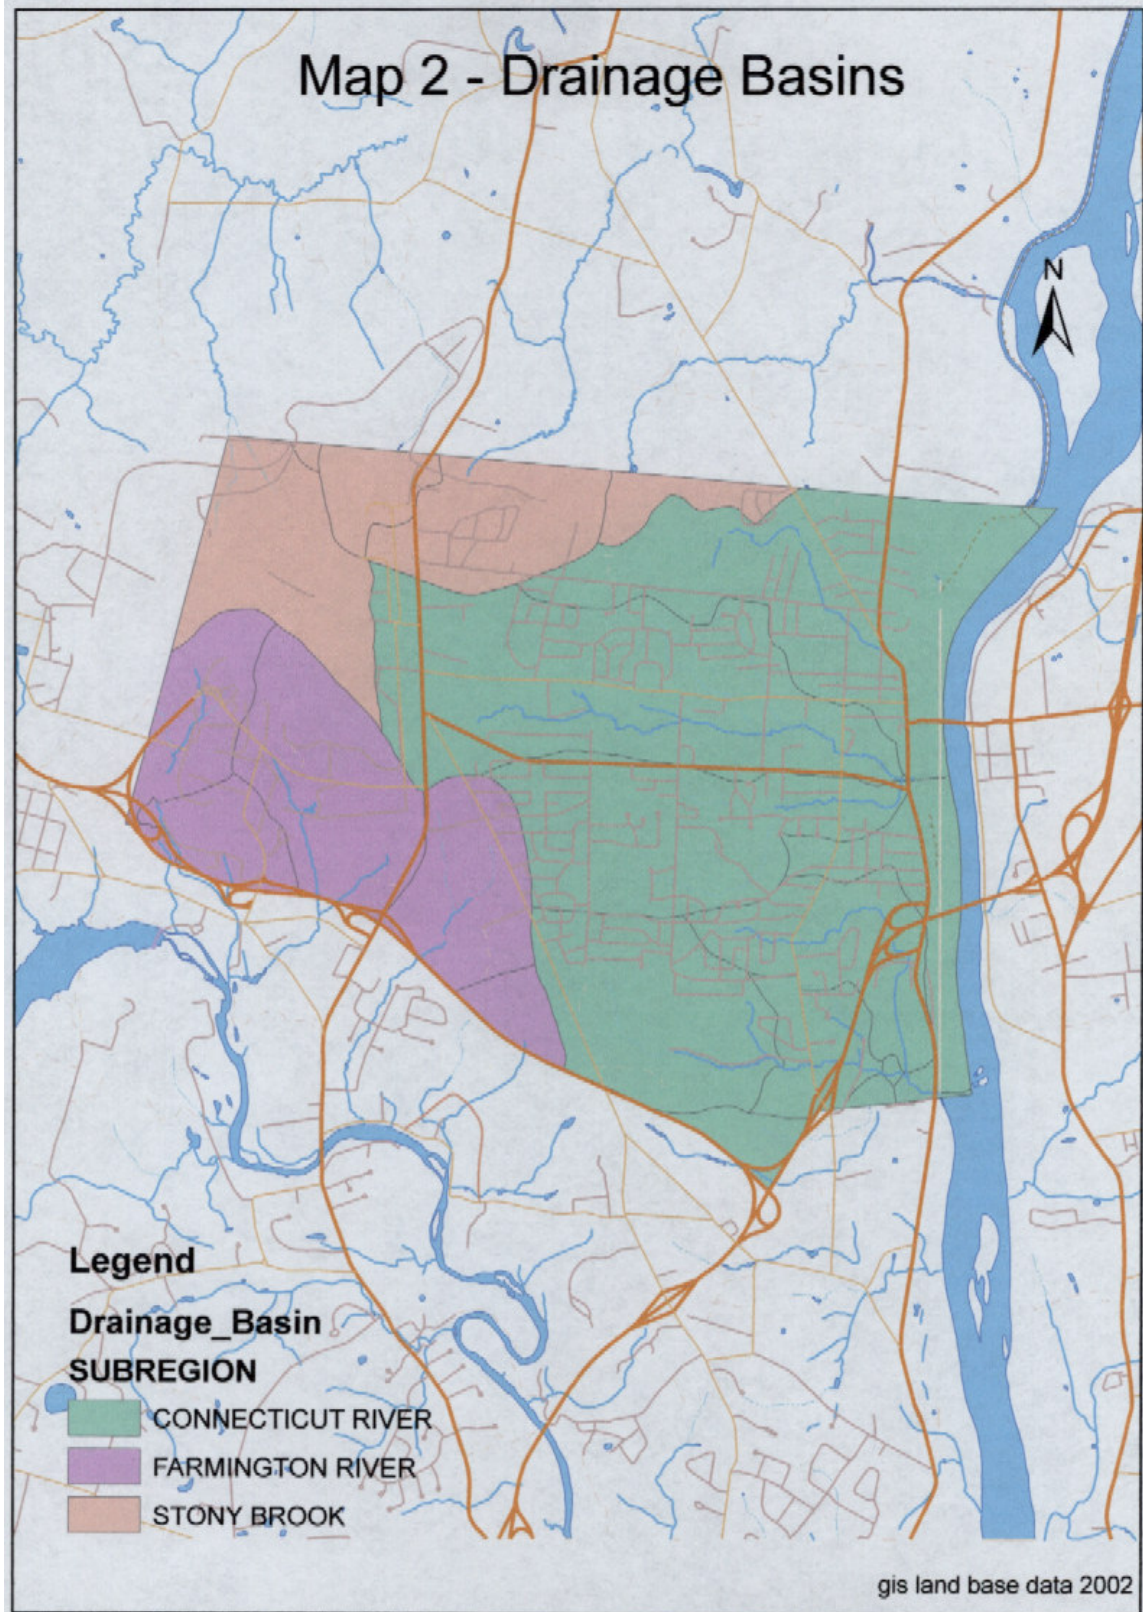 Map 2 - Drainage Basins
N
Legend
Drainage_Basin
SUBREGION
CONNECTICUT RIVER
FARMINGTON RIVER
STONY BROOK
gis land base data 2002